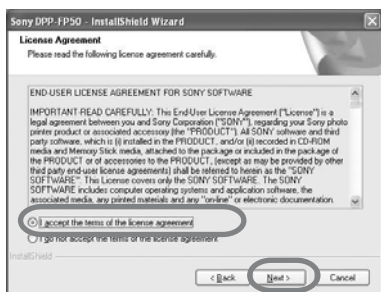 Sony DPP-FP50 - InstallShield Wizard
License Agreement
Please read the following license agreement carefully.
END-USER LICENSE AGREEMENT FOR SONY SOFTWARE
IMPORTANT-READ CAREFULLY: This End-User License Agreement ("License") is a
legal agreement between you and Sony Corporation ("SONY"), regarding your Sony photo
printer product or associated accessory (the "PRODUCT"). All SONY software and third
party software, which is (i) installed in the PRODUCT, and/or (ii) recorded in CD-ROM
media and Memory Stick media, attached to the package or included in the package of
the PRODUCT or of accessories to the PRODUCT, (except as may be provided by other
third party end-user license agreements) shall be referred to herein as the "SONY
SOFTWARE". This License covers only the SONY SOFTWARE. The SONY
SOFTWARE includes computer operating systems and application software, the
associated media, any printed materials and any "on-line" or electronic documentation.
I accept the terms of the license agreement
I do not accept the terms of the license agreement
InstallShield
< Back
Next >
Cancel